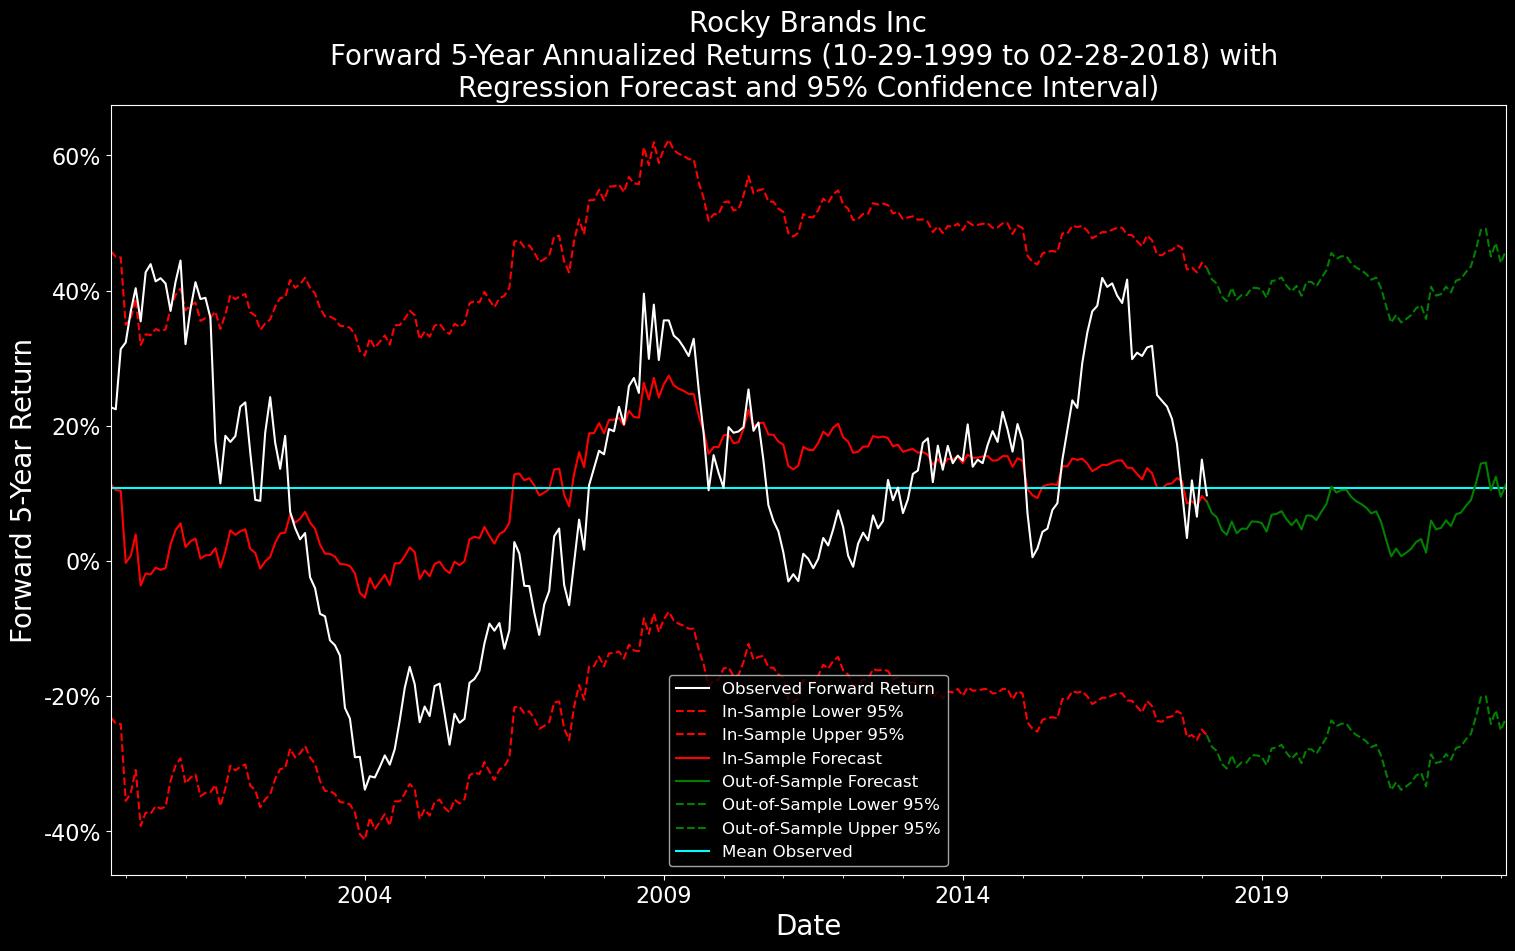 Rocky Brands Inc
Forward 5-Year Annualized Returns (10-29-1999 to 02-28-2018) with
Regression Forecast and 95% Confidence Interval)
Forward 5-Year Return
60%
40%
20%
0%
-20%
-40%
Observed Forward Return
In-Sample Lower 95%
In-Sample Upper 95%
In-Sample Forecast
Out-of-Sample Forecast
Out-of-Sample Lower 95%
Out-of-Sample Upper 95%
Mean Observed
2004
2009
2014
2019
Date